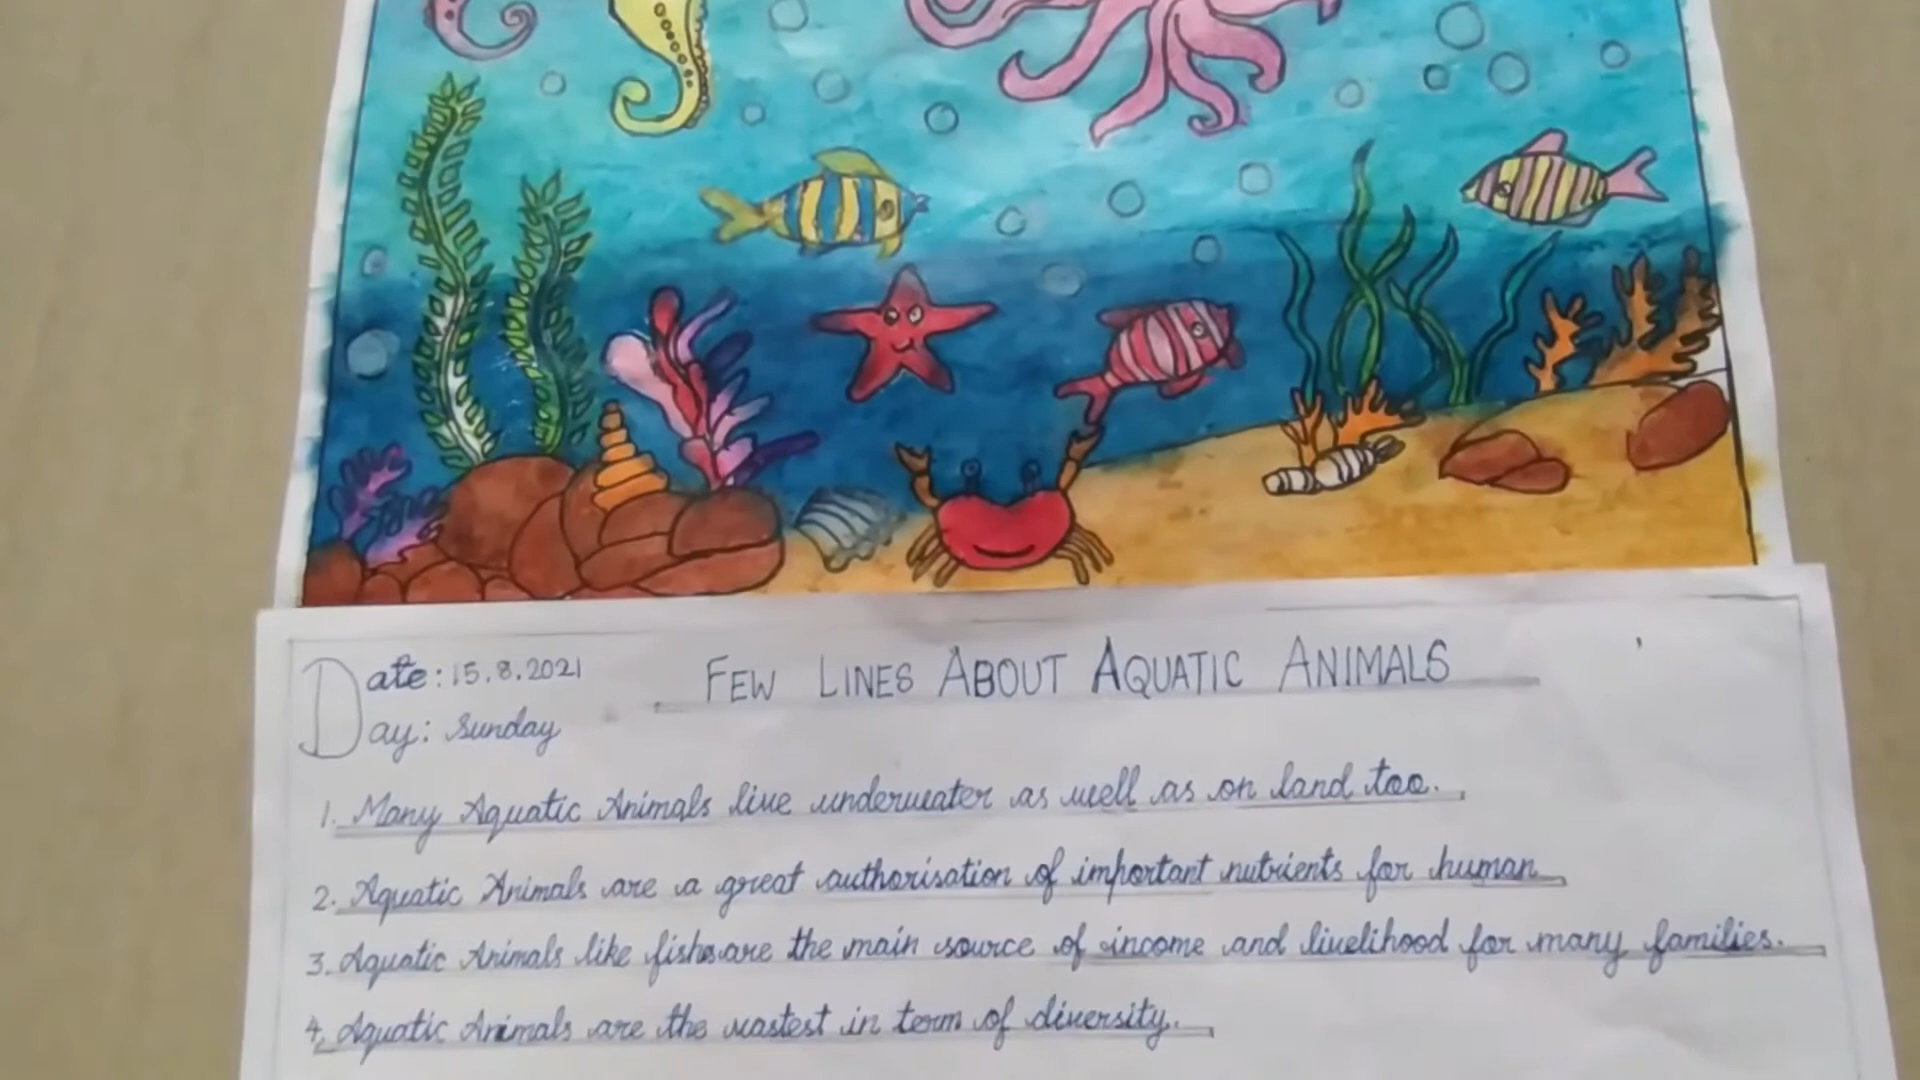 Date: 15.8.2021
FEW LINES ABOUT AQUATIC ANIMALS
Day: Sunday
1. Many Aquatic Animals live underwater as well as on land too.
2. Aquatic Animals are a great authorisation of important nutrients for human
3. Aquatic Animals like fishs are the main source of income and livelihood for many families.
4. Aquatic Animals are the vastest in term of diversity.